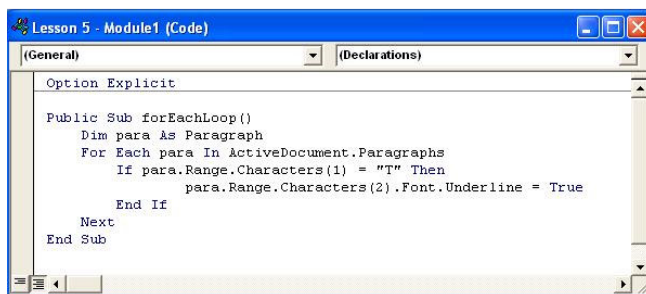 Lesson 5 - Module1 (Code)
(General) (Declarations)
Option Explicit
Public Sub forEachLoop()
Dim para As Paragraph
For Each para In ActiveDocument.Paragraphs
If para.Range.Characters(1) = "T" Then
para.Range.Characters(2).Font.Underline = True
End If
Next
End Sub